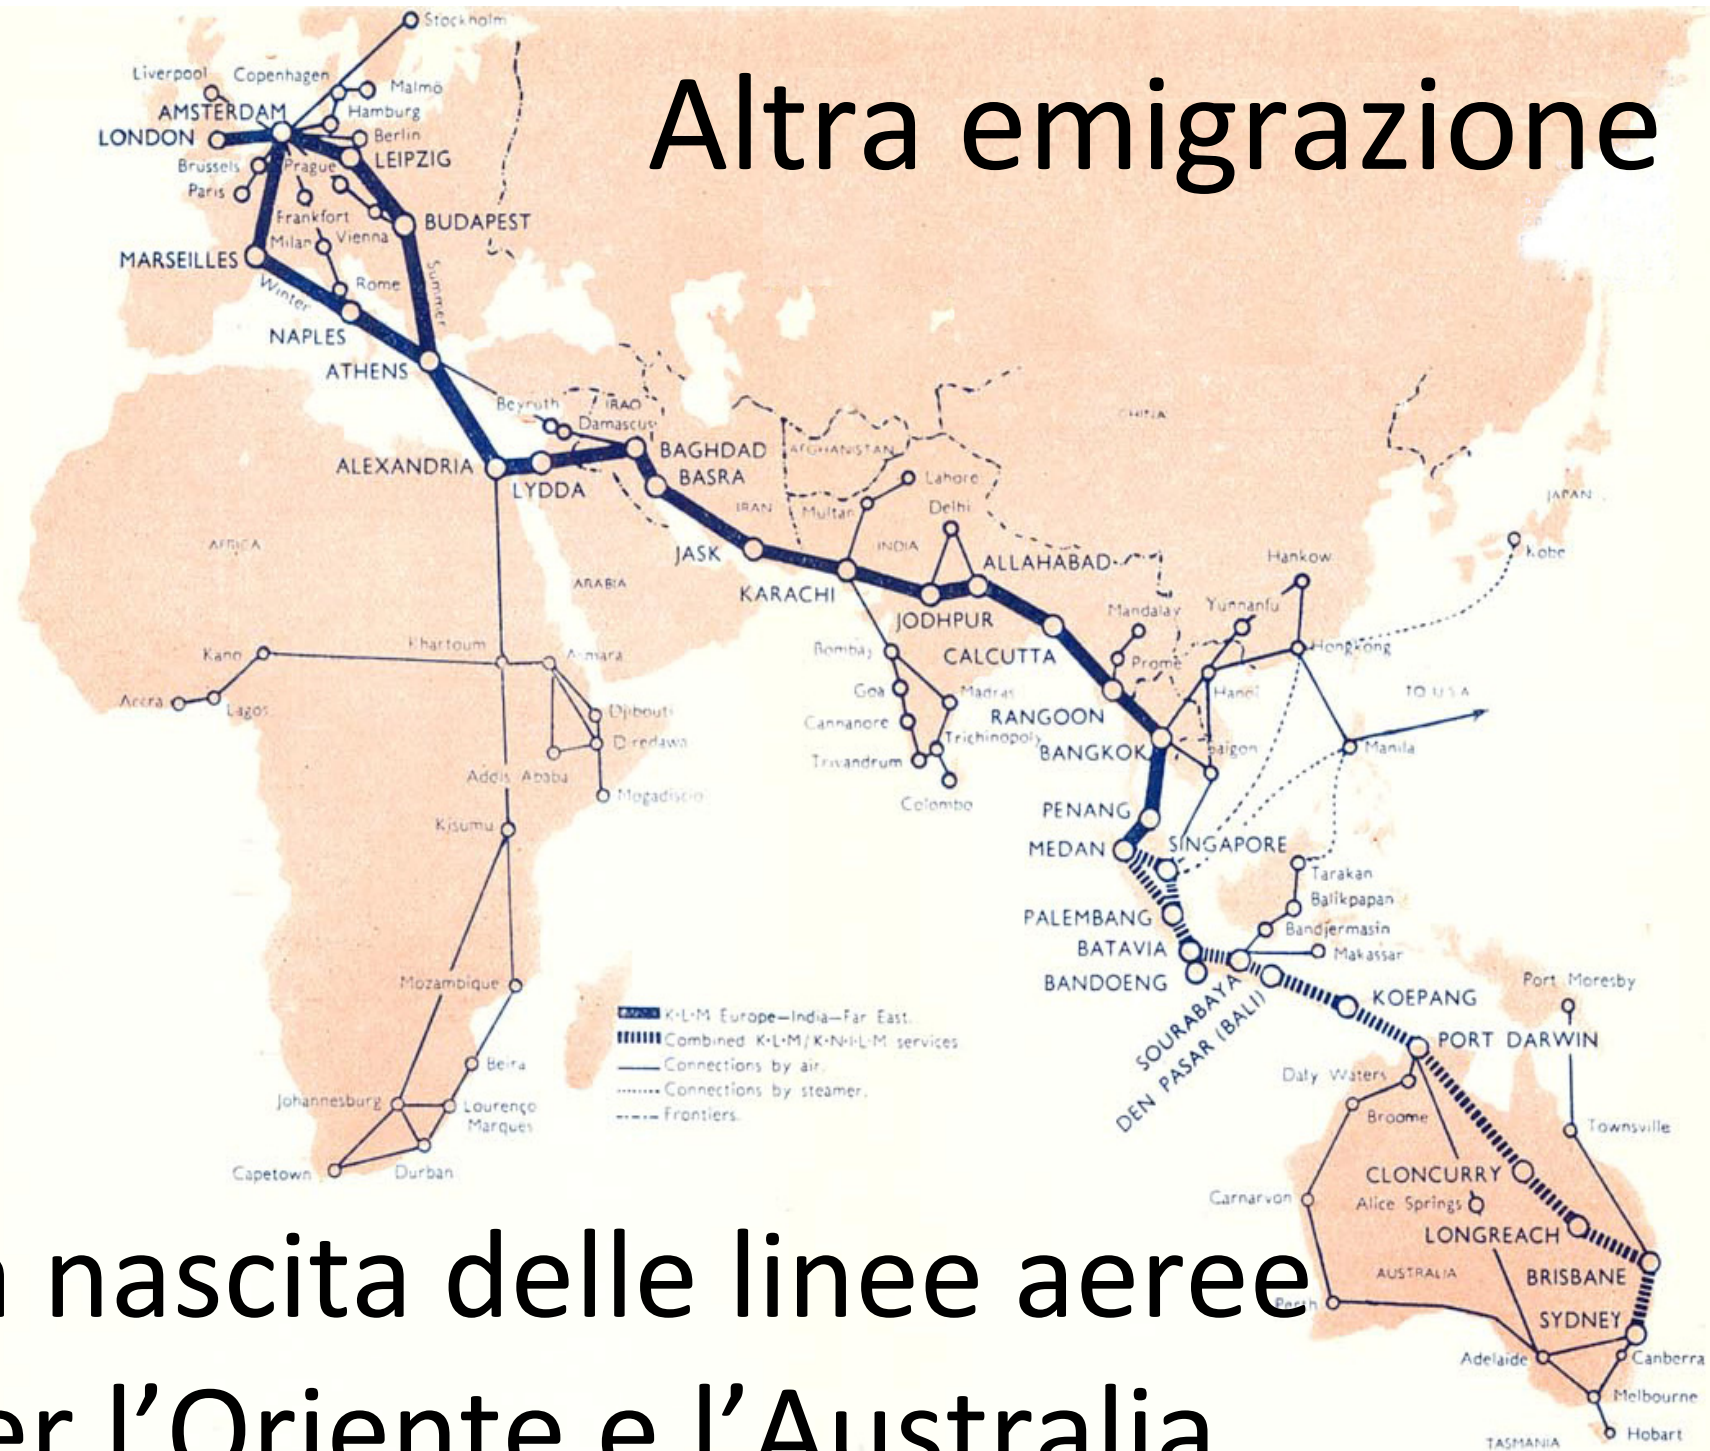 Stockholm
Altra emigrazione
Liverpool
Copenhagen
Malmö
AMSTERDAM
Hamburg
LONDON
Berlin
Brussels
Prague
LEIPZIG
Paris
Frankfort
BUDAPEST
Milan
Vienna
MARSEILLES
Summer
Winter
Rome
NAPLES
ATHENS
Beyruth
IRAQ
Damascus
CHINA
ALEXANDRIA
BAGHDAD
AFGHANISTAN
LYDDA
BASRA
Lahore
JAPAN
IRAN
Multan
Delhi
AFRICA
INDIA
JASK
ALLAHABAD
Hankow
Kobe
ARABIA
KARACHI
JODHPUR
Mandalay
Yunnanfu
Kano
Khartoum
Asmara
Bombay
CALCUTTA
Prome
Hongkong
Accra
Lagos
Djibouti
Goa
Madras
Hanoi
TO U S A
Cannanore
RANGOON
Diredawa
Trichinopoly
BANGKOK
Saigon
Manila
Trivandrum
Addis Ababa
Mogadiscio
Colombo
PENANG
Kisumu
MEDAN
SINGAPORE
Tarakan
Balikpapan
PALEMBANG
Bandjermasin
BATAVIA
Makassar
BANDOENG
Mozambique
Port Moresby
KOEPANG
SOURABAYA
DEN PASAR (BALI)
K·L·M Europe—India—Far East.
Combined K·L·M/K·N·I·L·M services
Connections by air.
Connections by steamer.
Frontiers.
PORT DARWIN
Beira
Daly Waters
Johannesburg
Lourenço
Marques
Broome
Townsville
Capetown
Durban
CLONCURRY
Carnarvon
Alice Springs
LONGREACH
AUSTRALIA
BRISBANE
nascita delle linee aeree
Perth
SYDNEY
Adelaide
Canberra
l’Oriente e l’Australia
Melbourne
Hobart
TASMANIA